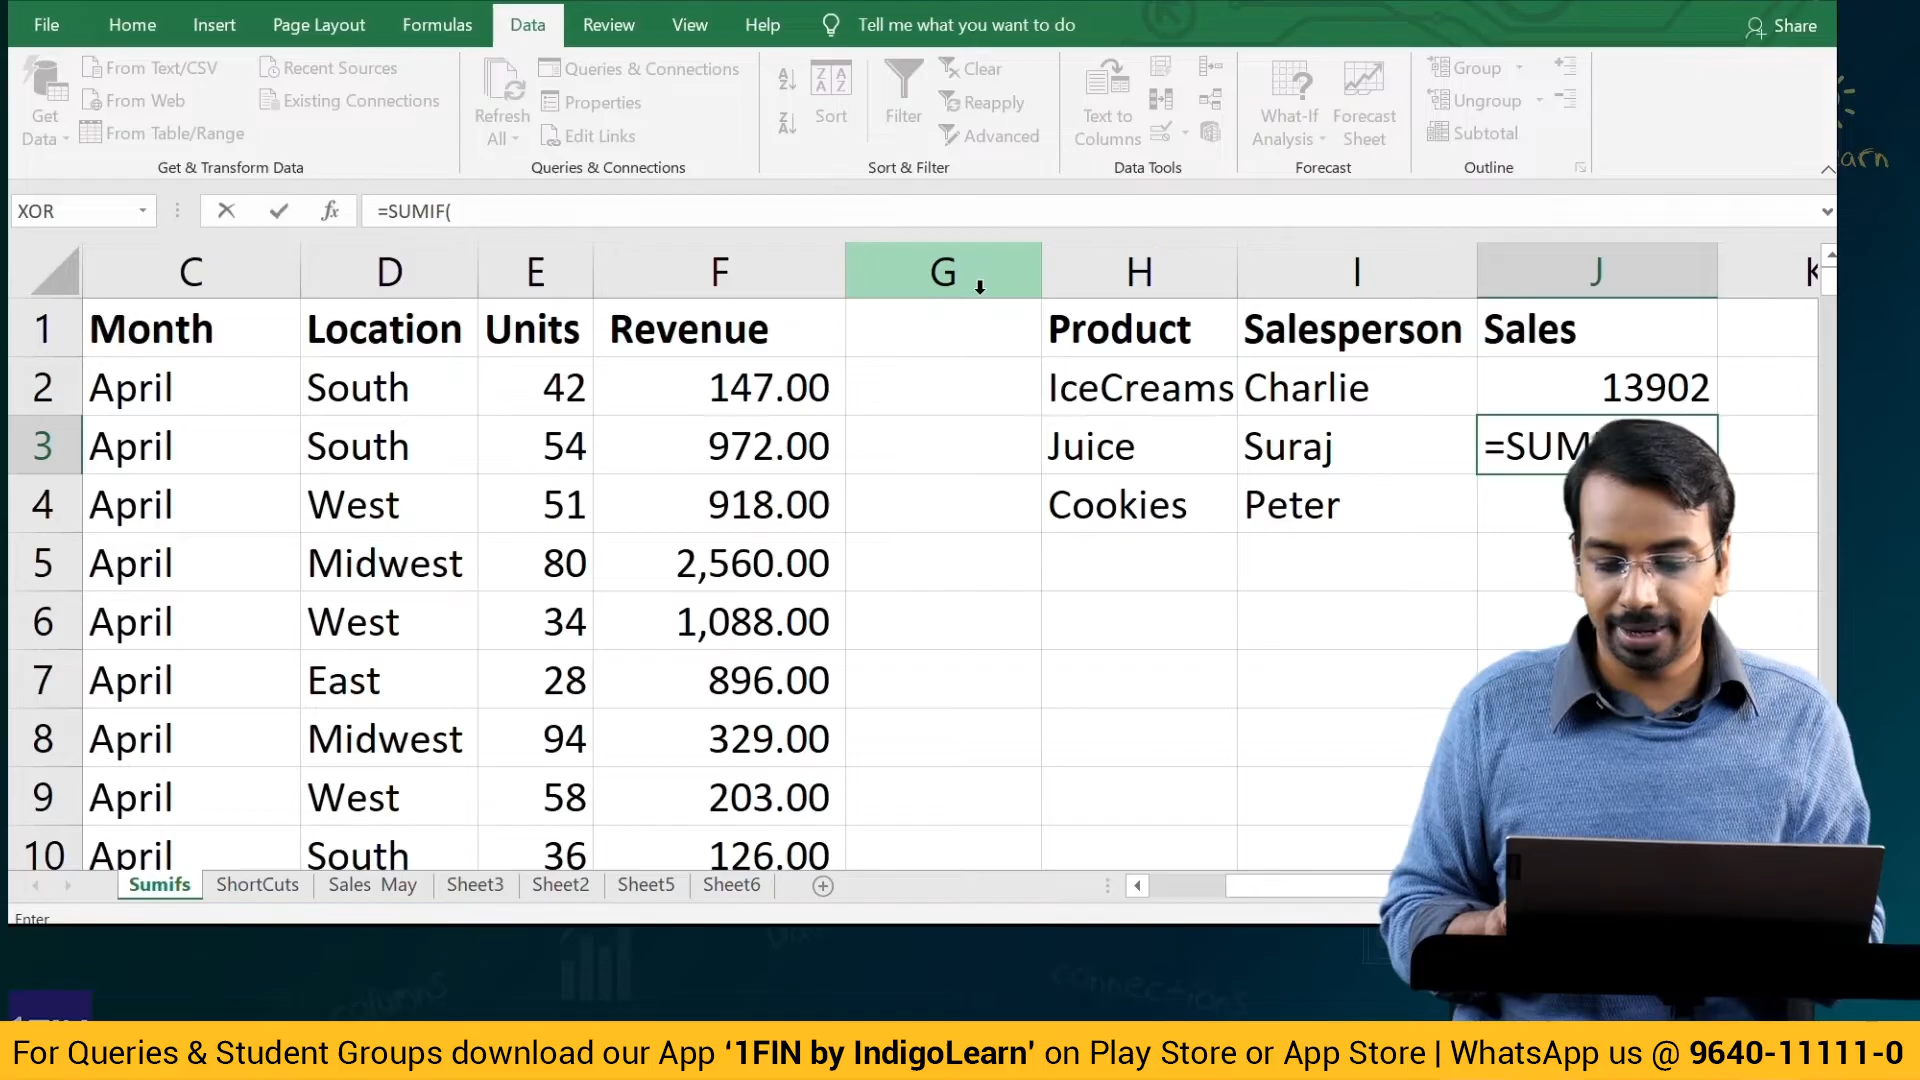 File Home Insert Page Layout Formulas Data Review View Help Tell me what you want to do Share
Get Data
From Text/CSV
From Web
From Table/Range
Recent Sources
Existing Connections
Get & Transform Data
Refresh All
Queries & Connections
Properties
Edit Links
Queries & Connections
Sort
Filter
Clear
Reapply
Advanced
Sort & Filter
Text to Columns
Data Tools
What-If Analysis
Forecast Sheet
Forecast
Group
Ungroup
Subtotal
Outline
XOR fx =SUMIF(
C D E F G H I J K
1 Month Location Units Revenue Product Salesperson Sales
2 April South 42 147.00 IceCreams Charlie 13902
3 April South 54 972.00 Juice Suraj =SUM
4 April West 51 918.00 Cookies Peter
5 April Midwest 80 2,560.00
6 April West 34 1,088.00
7 April East 28 896.00
8 April Midwest 94 329.00
9 April West 58 203.00
10 April South 36 126.00
Sumifs ShortCuts Sales May Sheet3 Sheet2 Sheet5 Sheet6
Enter
columns
connections
For Queries & Student Groups download our App ‘1FIN by IndigoLearn’ on Play Store or App Store | WhatsApp us @ 9640-11111-0